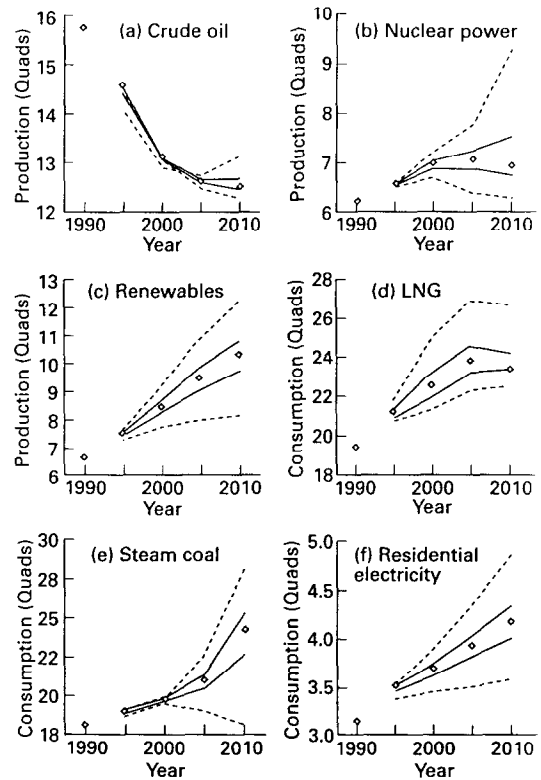 (a) Crude oil
Production (Quads)
16
15
14
13
12
1990 2000 2010
Year
(b) Nuclear power
Production (Quads)
10
9
8
7
6
1990 2000 2010
Year
(c) Renewables
Production (Quads)
13
12
11
10
9
8
7
6
1990 2000 2010
Year
(d) LNG
Consumption (Quads)
28
26
24
22
20
18
1990 2000 2010
Year
(e) Steam coal
Consumption (Quads)
30
28
25
22
20
18
1990 2000 2010
Year
(f) Residential
electricity
Consumption (Quads)
5.0
4.5
4.0
3.5
3.0
1990 2000 2010
Year